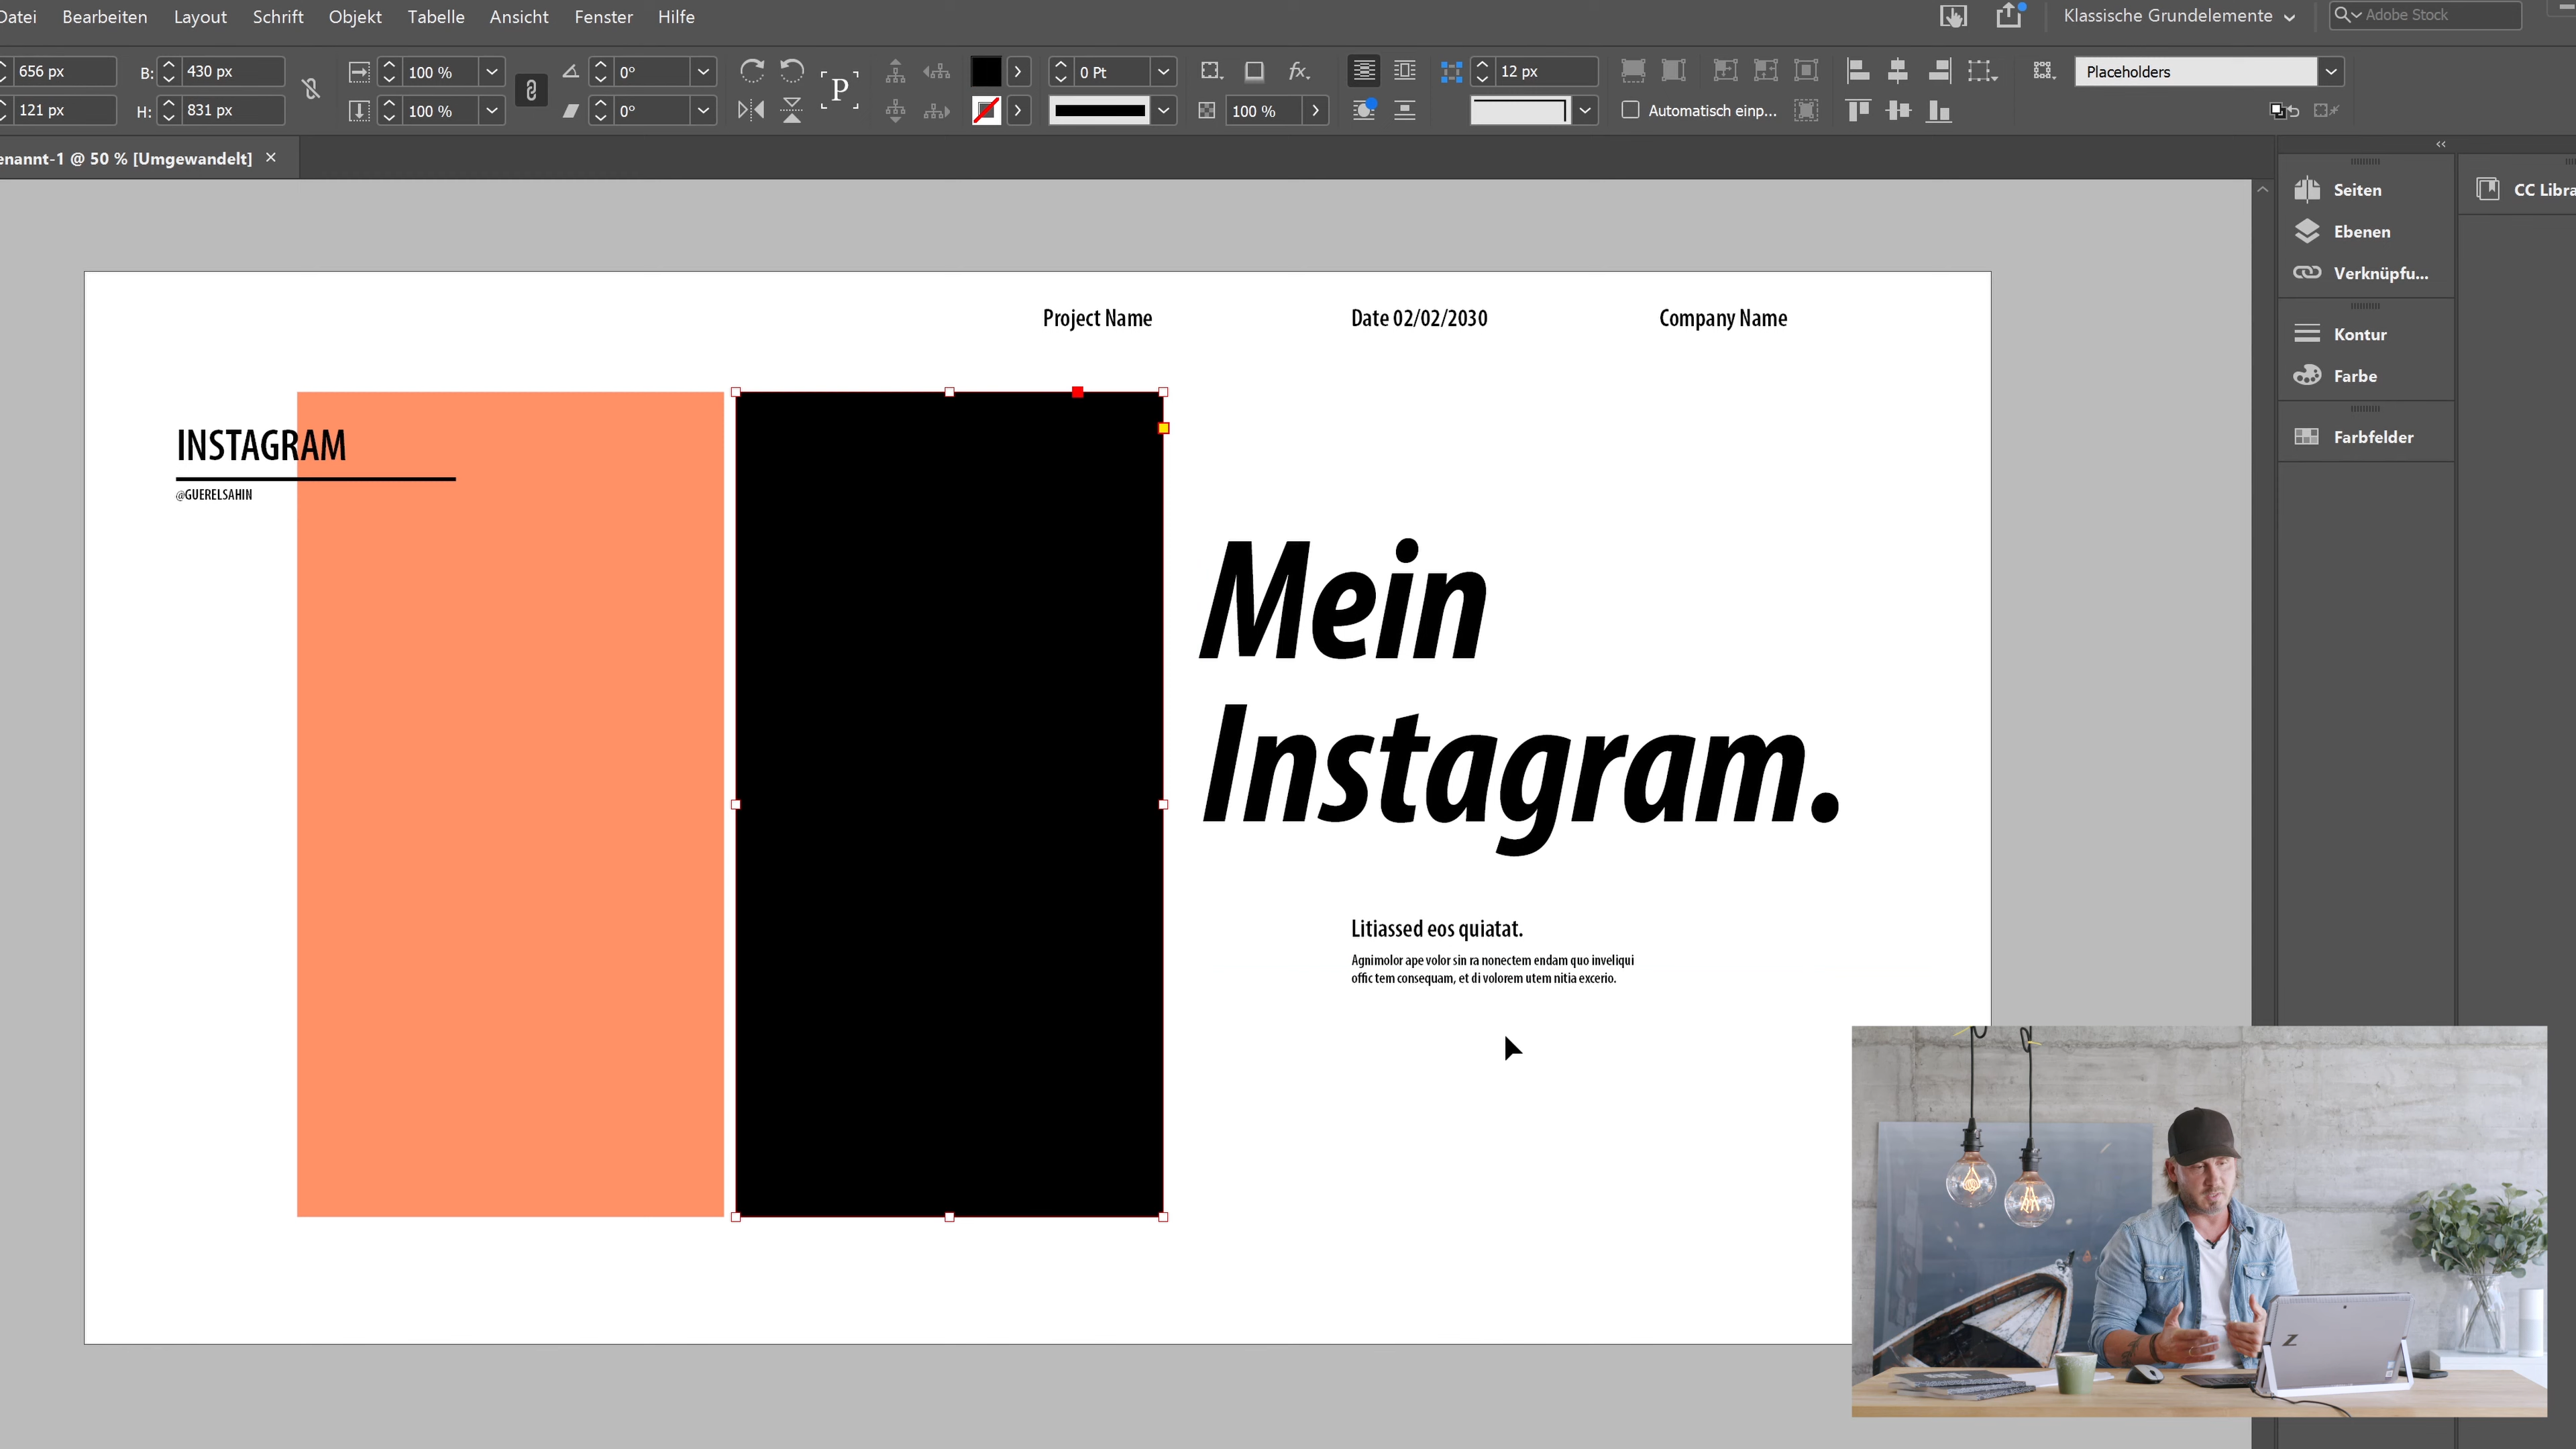 Datei Bearbeiten Layout Schrift Objekt Tabelle Ansicht Fenster Hilfe
Klassische Grundelemente
Adobe Stock
656 px B: 430 px 100 % 0° 0 Pt 12 px
Placeholders
121 px H: 831 px 100 % 0° 100 % Automatisch einp...
P
fx.
enannt-1 @ 50 % [Umgewandelt] ×
Seiten
Ebenen
Verknüpfu...
Kontur
Farbe
Farbfelder
CC Libra
Project Name
Date 02/02/2030
Company Name
INSTAGRAM
@GUERELSAHIN
Mein
Instagram.
Litiassed eos quiatat.
Agnimolor ape volor sin ra nonectem endam quo inveliqui
offic tem consequam, et di volorem utem nitia excerio.